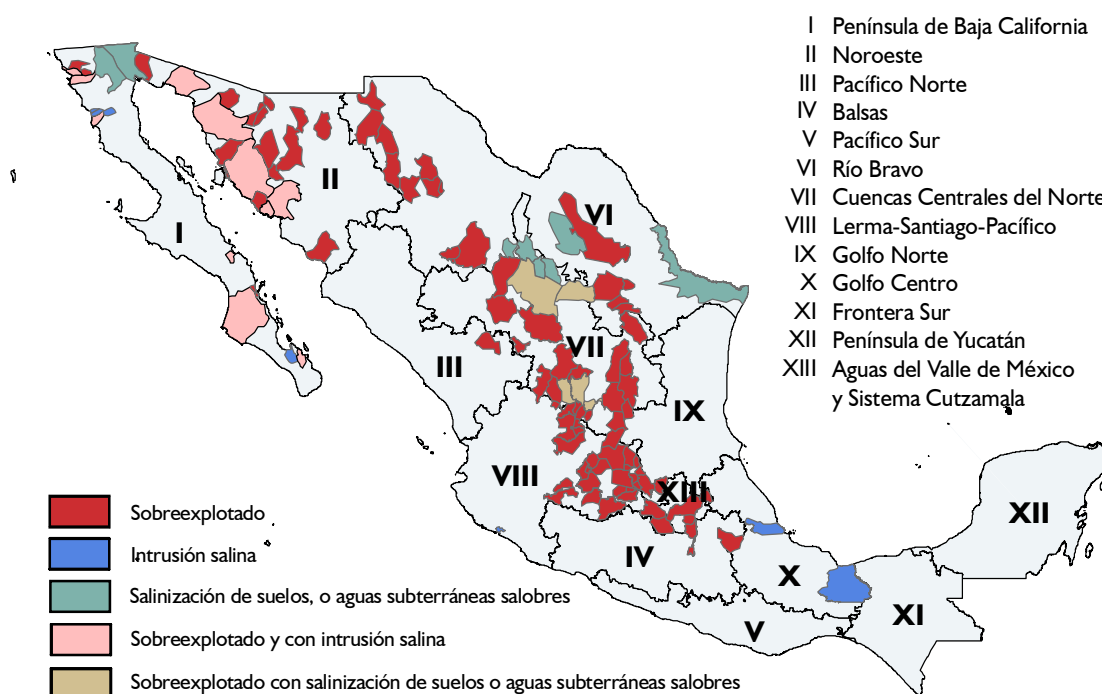 I Península de Baja California
II Noroeste
III Pacífico Norte
IV Balsas
V Pacífico Sur
VI Río Bravo
VII Cuencas Centrales del Norte
VIII Lerma-Santiago-Pacífico
IX Golfo Norte
X Golfo Centro
XI Frontera Sur
XII Península de Yucatán
XIII Aguas del Valle de México
y Sistema Cutzamala
II
VI
I
VII
III
IX
VIII
XIII
XII
IV
X
XI
V
Sobreexplotado
Intrusión salina
Salinización de suelos, o aguas subterráneas salobres
Sobreexplotado y con intrusión salina
Sobreexplotado con salinización de suelos o aguas subterráneas salobres